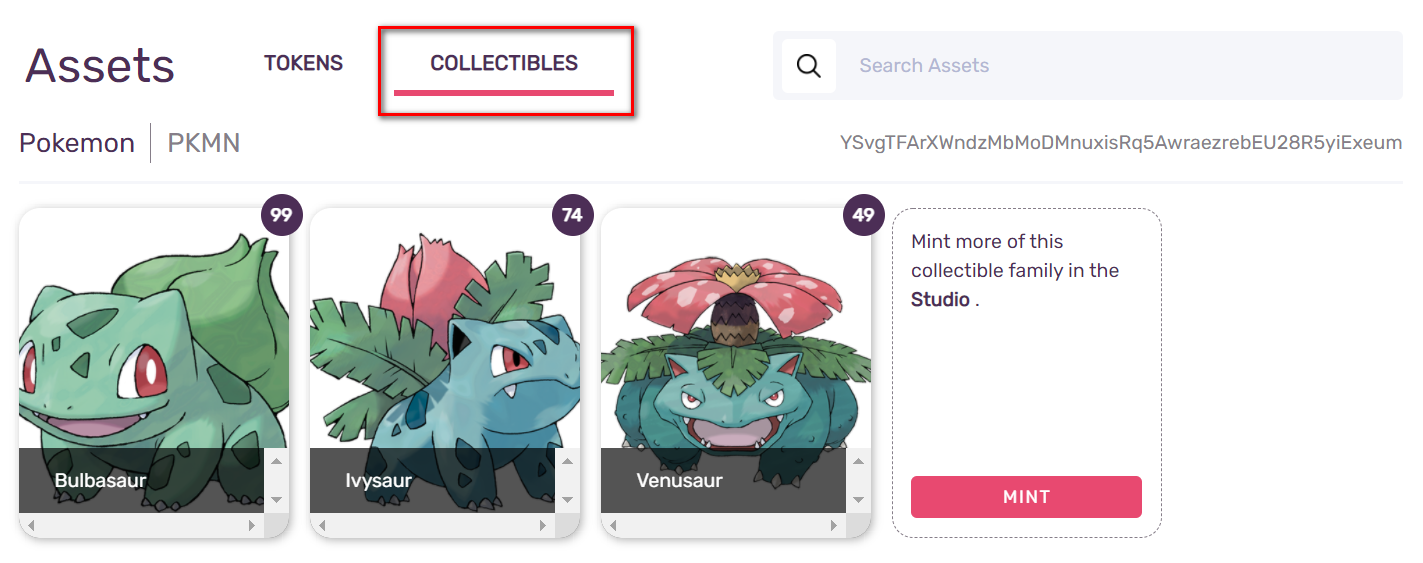 Assets
TOKENS
COLLECTIBLES
Search Assets
Pokemon
PKMN
YSvgTFArXWndzMbMoDMnuxisRq5AwraezrebEU28R5yiExeum
99
74
49
Bulbasaur
Ivysaur
Venusaur
Mint more of this
collectible family in the
Studio .
MINT